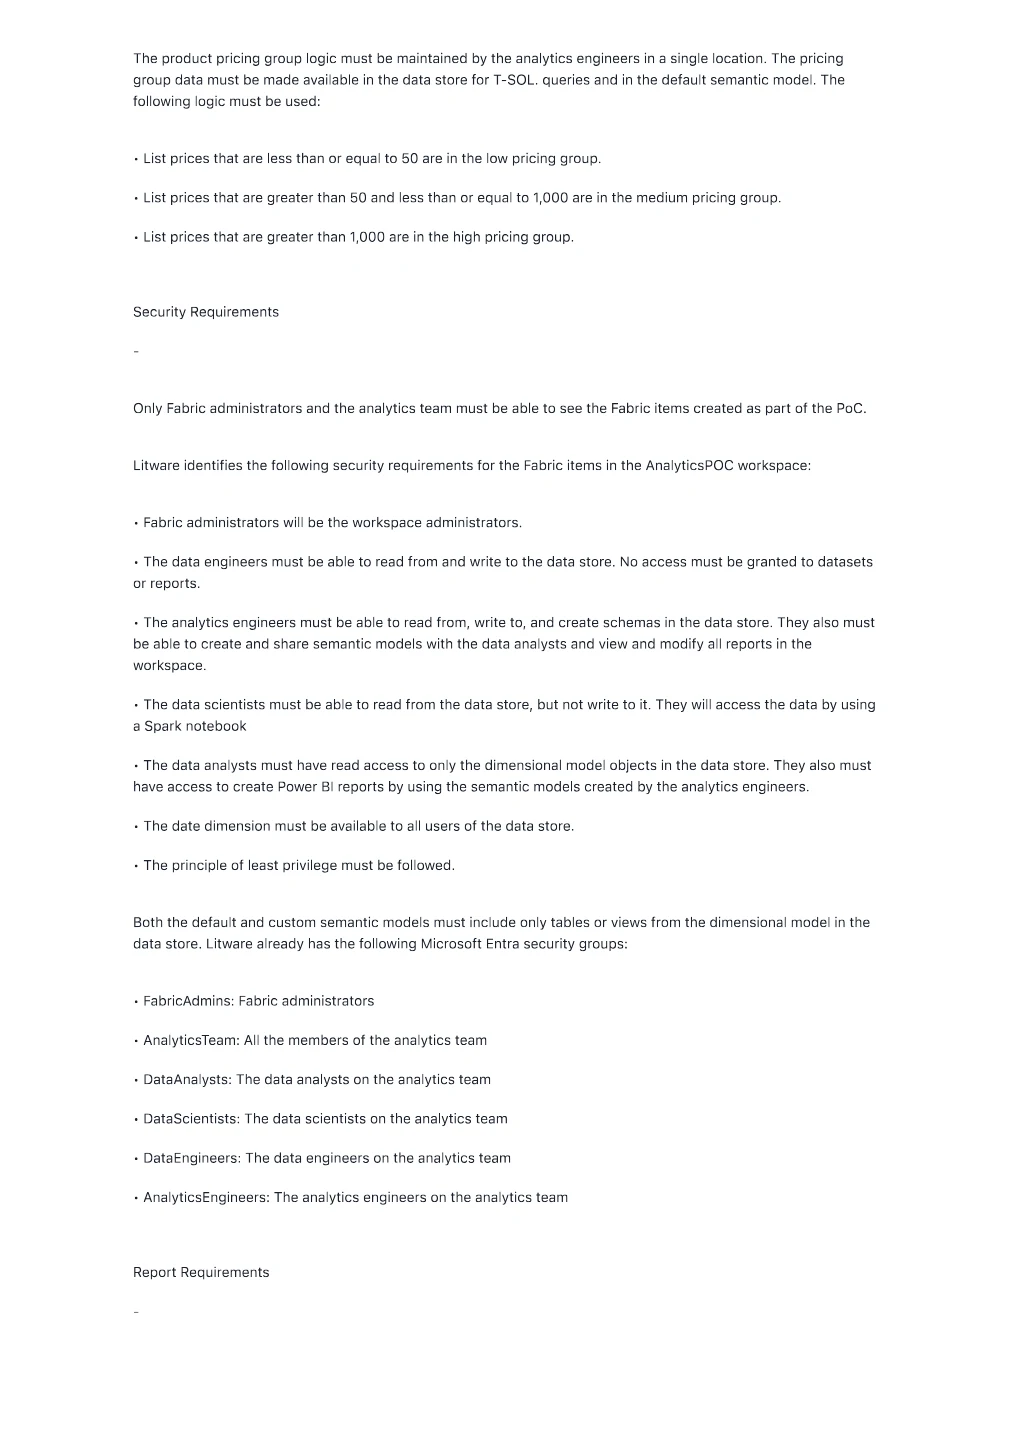 The product pricing group logic must be maintained by the analytics engineers in a single location. The pricing
group data must be made available in the data store for T-SOL. queries and in the default semantic model. The
following logic must be used:
• List prices that are less than or equal to 50 are in the low pricing group.
• List prices that are greater than 50 and less than or equal to 1,000 are in the medium pricing group.
• List prices that are greater than 1,000 are in the high pricing group.
Security Requirements
-
Only Fabric administrators and the analytics team must be able to see the Fabric items created as part of the PoC.
Litware identifies the following security requirements for the Fabric items in the AnalyticsPOC workspace:
• Fabric administrators will be the workspace administrators.
• The data engineers must be able to read from and write to the data store. No access must be granted to datasets
or reports.
• The analytics engineers must be able to read from, write to, and create schemas in the data store. They also must
be able to create and share semantic models with the data analysts and view and modify all reports in the
workspace.
• The data scientists must be able to read from the data store, but not write to it. They will access the data by using
a Spark notebook
• The data analysts must have read access to only the dimensional model objects in the data store. They also must
have access to create Power BI reports by using the semantic models created by the analytics engineers.
• The date dimension must be available to all users of the data store.
• The principle of least privilege must be followed.
Both the default and custom semantic models must include only tables or views from the dimensional model in the
data store. Litware already has the following Microsoft Entra security groups:
• FabricAdmins: Fabric administrators
• AnalyticsTeam: All the members of the analytics team
• DataAnalysts: The data analysts on the analytics team
• DataScientists: The data scientists on the analytics team
• DataEngineers: The data engineers on the analytics team
• AnalyticsEngineers: The analytics engineers on the analytics team
Report Requirements
-